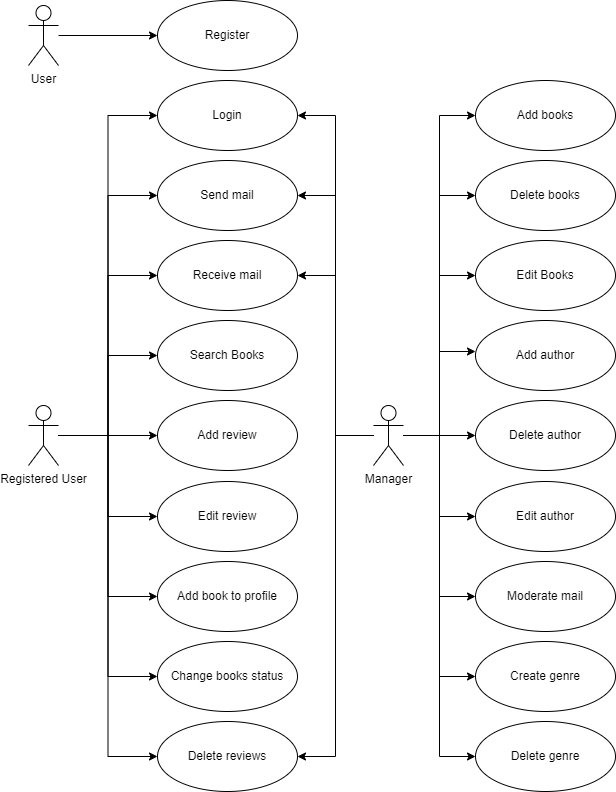 Register
User
Login
Add books
Send mail
Delete books
Receive mail
Edit Books
Search Books
Add author
Registered User
Add review
Manager
Delete author
Edit review
Edit author
Add book to profile
Moderate mail
Change books status
Create genre
Delete reviews
Delete genre